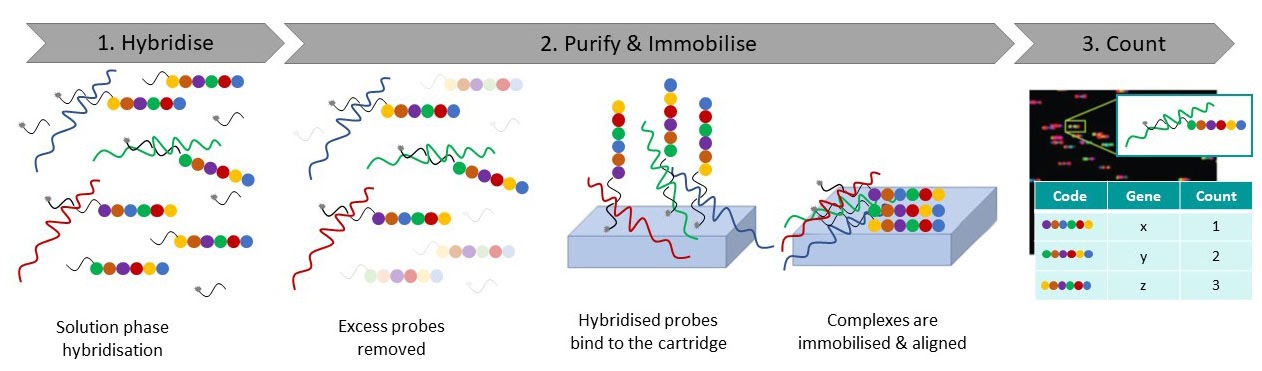 1. Hybridise
2. Purify & Immobilise
3. Count
Solution phase
hybridisation
Excess probes
removed
Hybridised probes
bind to the cartridge
Complexes are
immobilised & aligned
Code Gene Count
x 1
y 2
z 3